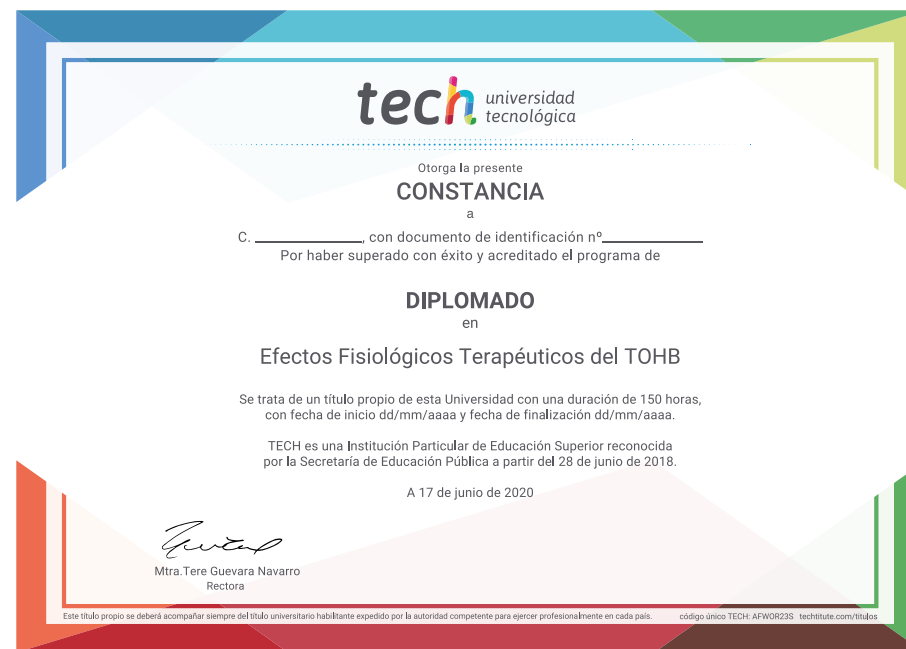 tech universidad
tecnológica
Otorga la presente
CONSTANCIA
a
C. ____________, con documento de identificación nº____________
Por haber superado con éxito y acreditado el programa de
DIPLOMADO
en
Efectos Fisiológicos Terapéuticos del TOHB
Se trata de un título propio de esta Universidad con una duración de 150 horas,
con fecha de inicio dd/mm/aaaa y fecha de finalización dd/mm/aaaa.
TECH es una Institución Particular de Educación Superior reconocida
por la Secretaría de Educación Pública a partir del 28 de junio de 2018.
A 17 de junio de 2020
Mtra.Tere Guevara Navarro
Rectora
Este título propio se deberá acompañar siempre del título universitario habilitante expedido por la autoridad competente para ejercer profesionalmente en cada país. código único TECH: AFWOR23S techtitute.com/titulos